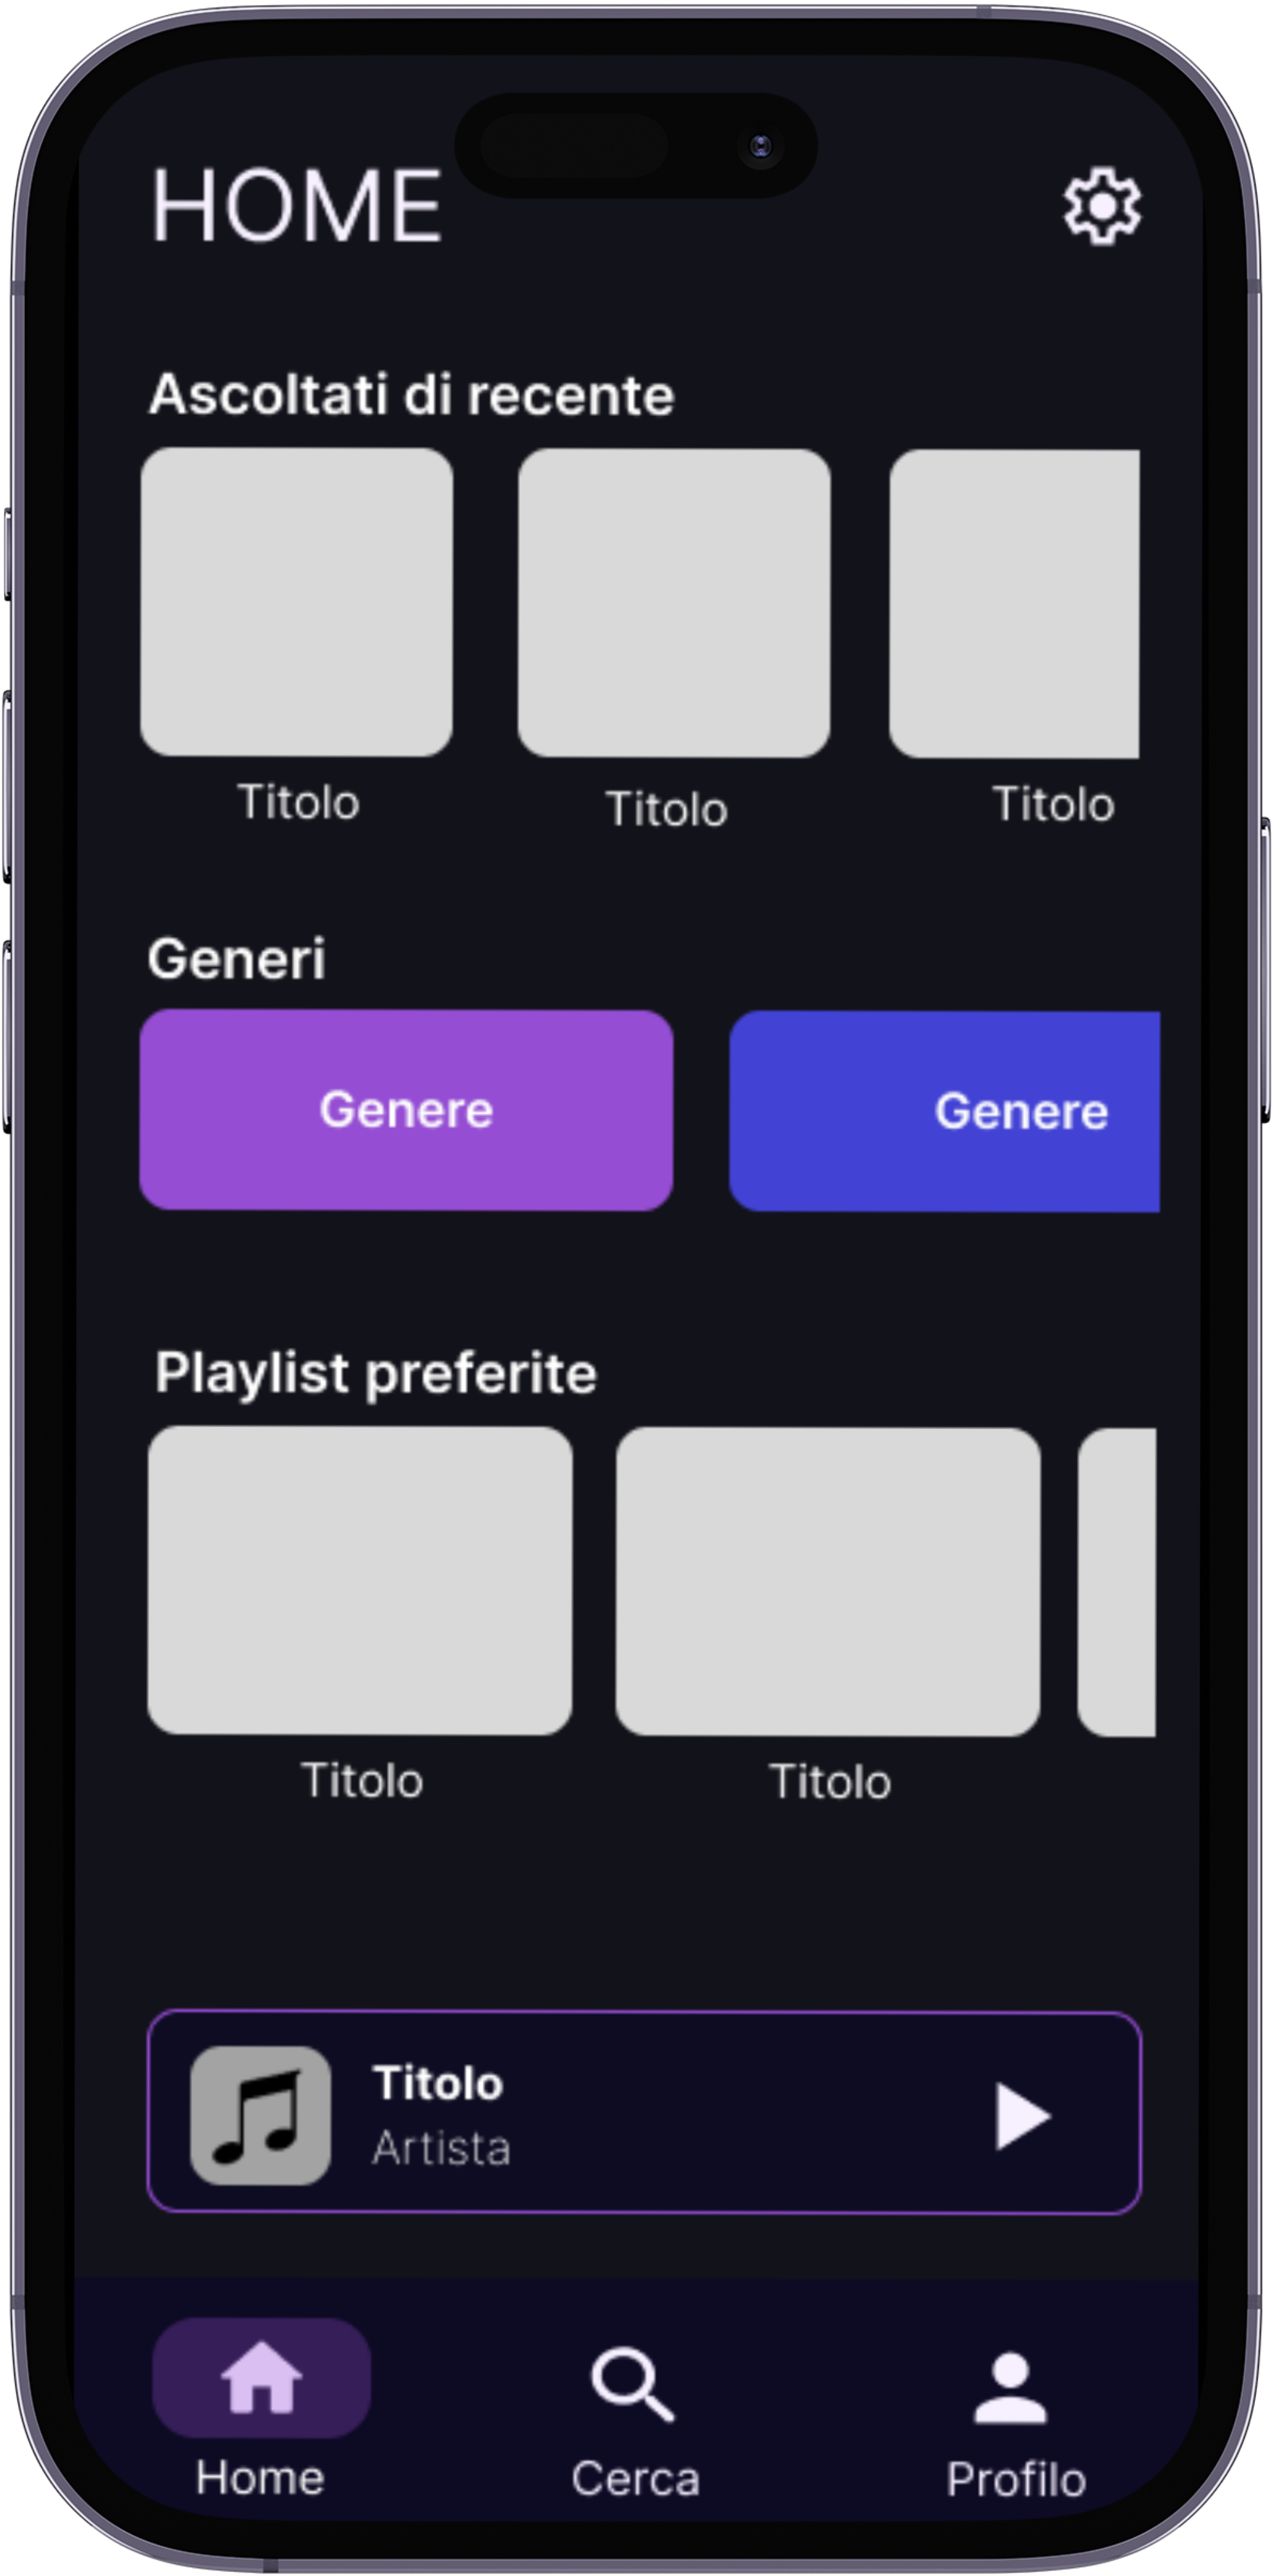 HOME
Ascoltati di recente
Titolo Titolo Titolo
Generi
Genere Genere
Playlist preferite
Titolo Titolo
Titolo
Artista
Home Cerca Profilo